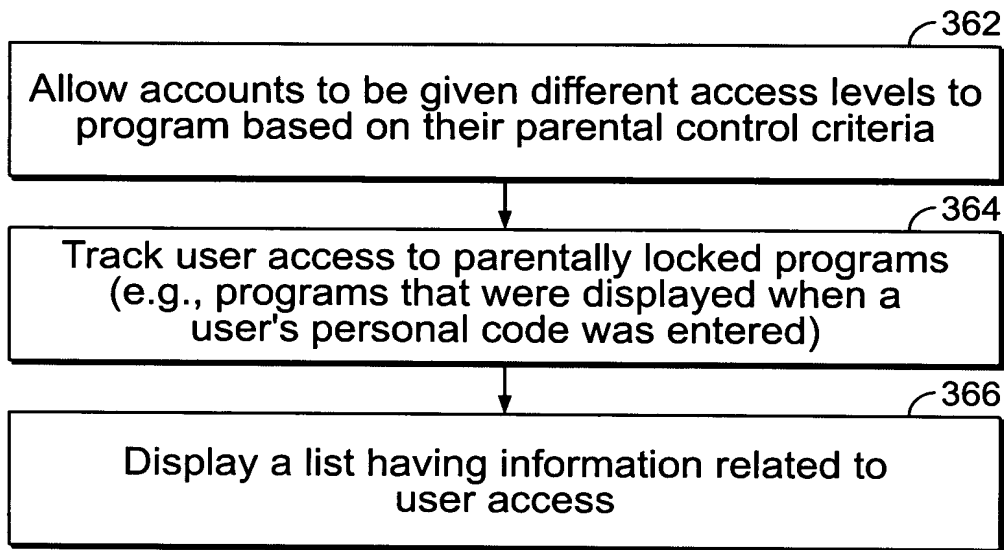 362
Allow accounts to be given different access levels to
program based on their parental control criteria
364
Track user access to parentally locked programs
(e.g., programs that were displayed when a
user's personal code was entered)
366
Display a list having information related to
user access